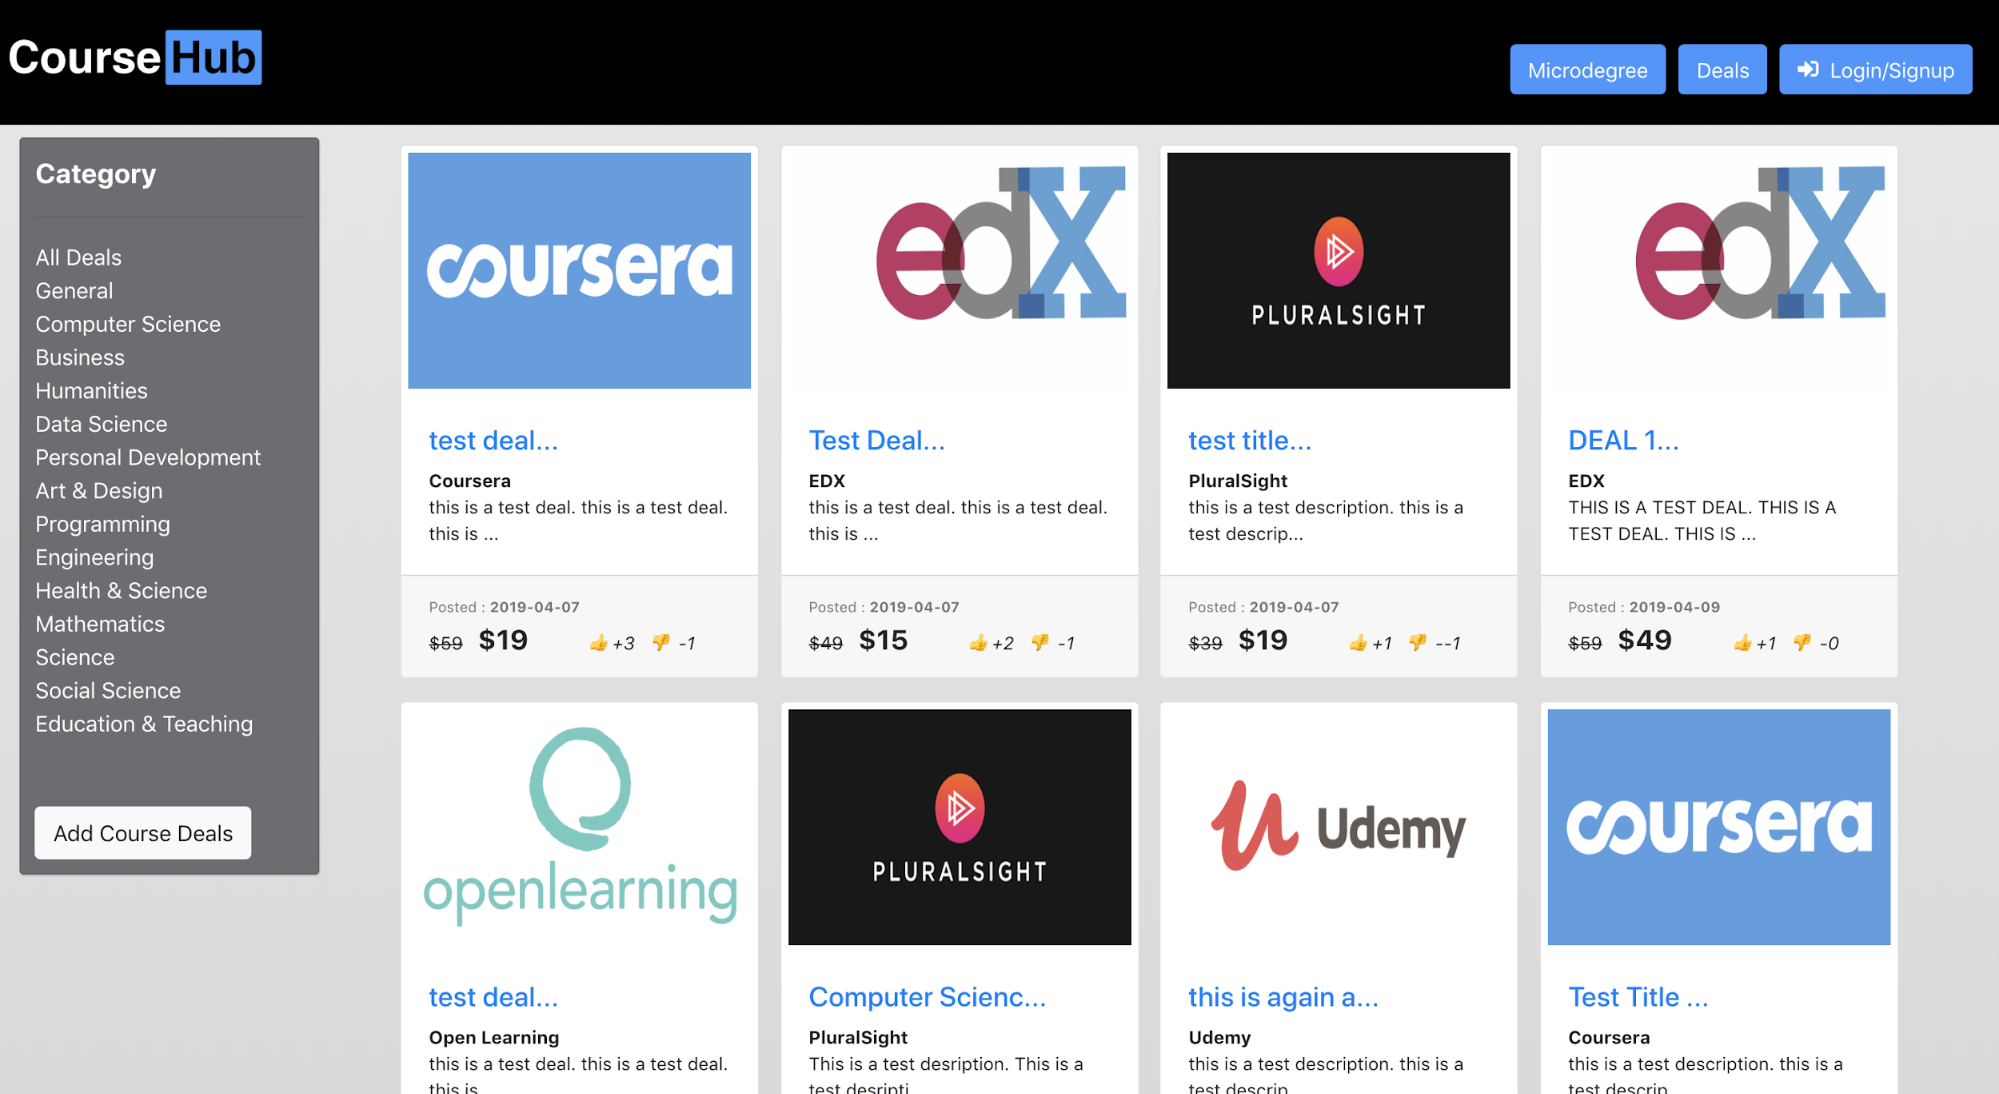 Course Hub
Microdegree
Deals
Login/Signup
Category
All Deals
General
Computer Science
Business
Humanities
Data Science
Personal Development
Art & Design
Programming
Engineering
Health & Science
Mathematics
Science
Social Science
Education & Teaching
Add Course Deals
coursera
test deal...
Coursera
this is a test deal. this is a test deal.
this is ...
Posted : 2019-04-07
$59 $19 👍+3 👎 -1
edX
Test Deal...
EDX
this is a test deal. this is a test deal.
this is ...
Posted : 2019-04-07
$49 $15 👍+2 👎 -1
PLURALSIGHT
test title...
PluralSight
this is a test description. this is a
test descrip...
Posted : 2019-04-07
$39 $19 👍+1 👎 --1
edX
DEAL 1...
EDX
THIS IS A TEST DEAL. THIS IS A
TEST DEAL. THIS IS ...
Posted : 2019-04-09
$59 $49 👍+1 👎 -0
openlearning
test deal...
Open Learning
this is a test deal. this is a test deal.
this is
PLURALSIGHT
Computer Scienc...
PluralSight
This is a test desription. This is a
test desripti
Udemy
this is again a...
Udemy
this is a test description. this is a
test descrip
coursera
Test Title ...
Coursera
this is a test description. this is a
test descrip